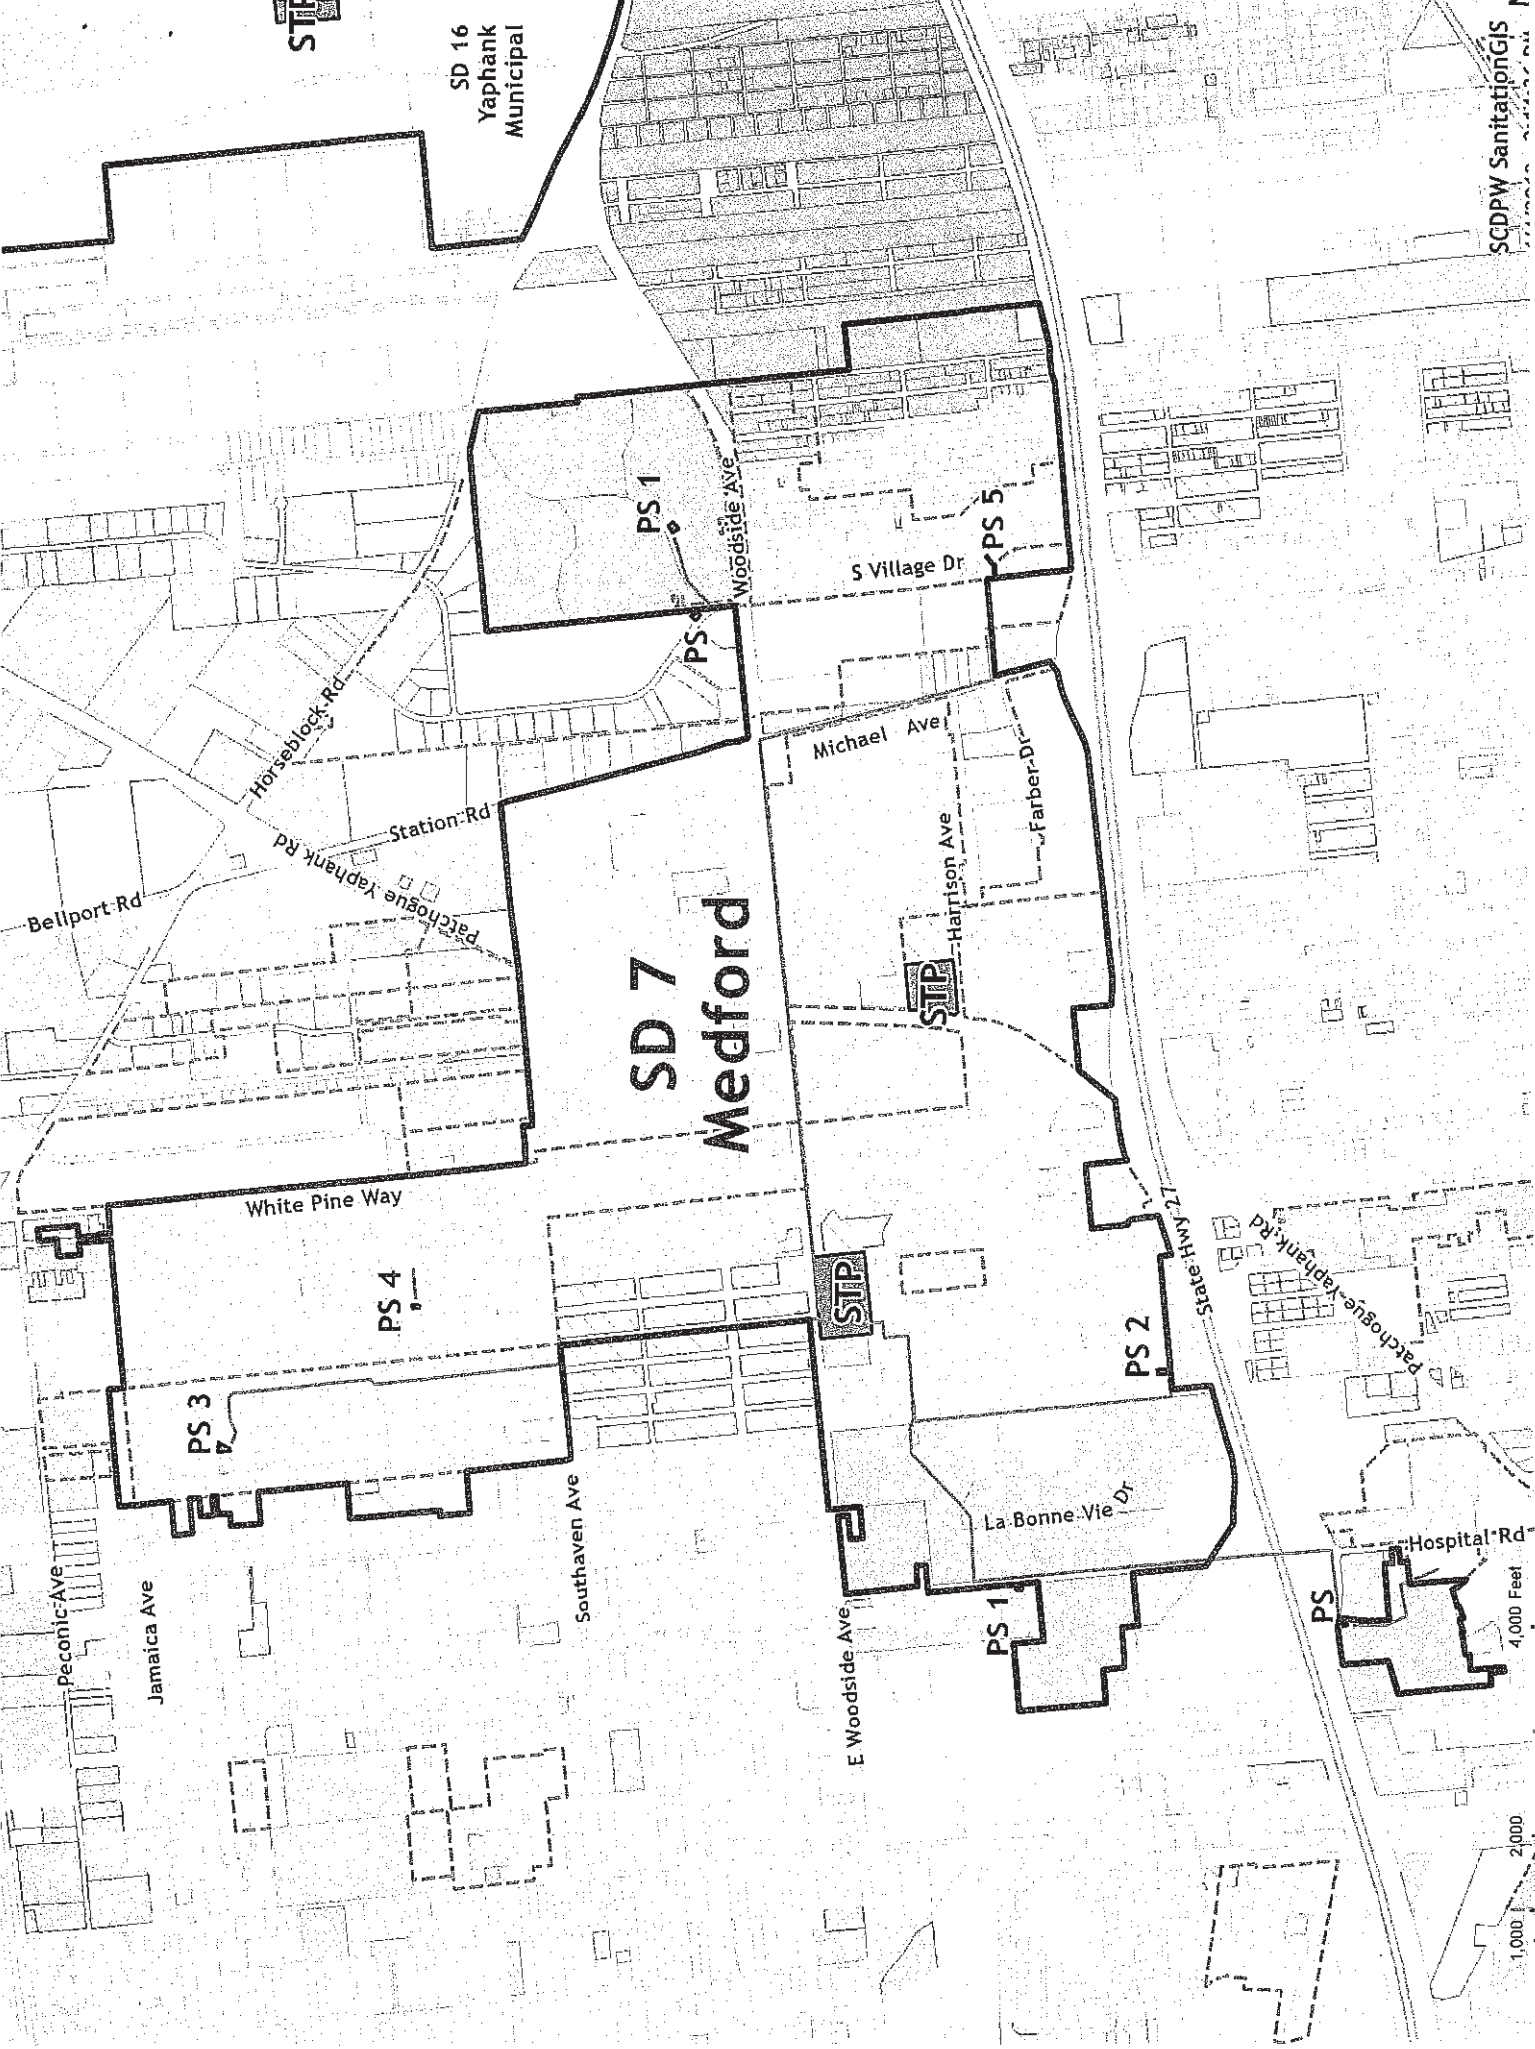 STP
SD 16
Yaphank
Municipal
SCDPW SanitationGIS
PS 1
Woodside Ave
PS
S Village Dr
PS 5
Horseblock Rd
Michael Ave
Farber Dr
Station Rd
Patchogue Yaphank Rd
Bellport Rd
Harrison Ave
STP
SD 7
Medford
White Pine Way
PS 4
STP
State Hwy 27
Patchogue-Yaphank Rd
PS 2
PS 3
La Bonne Vie Dr
Southaven Ave
Hospital Rd
Peconic Ave
Jamaica Ave
PS 1
PS
E Woodside Ave
4,000 Feet
2,000
1,000